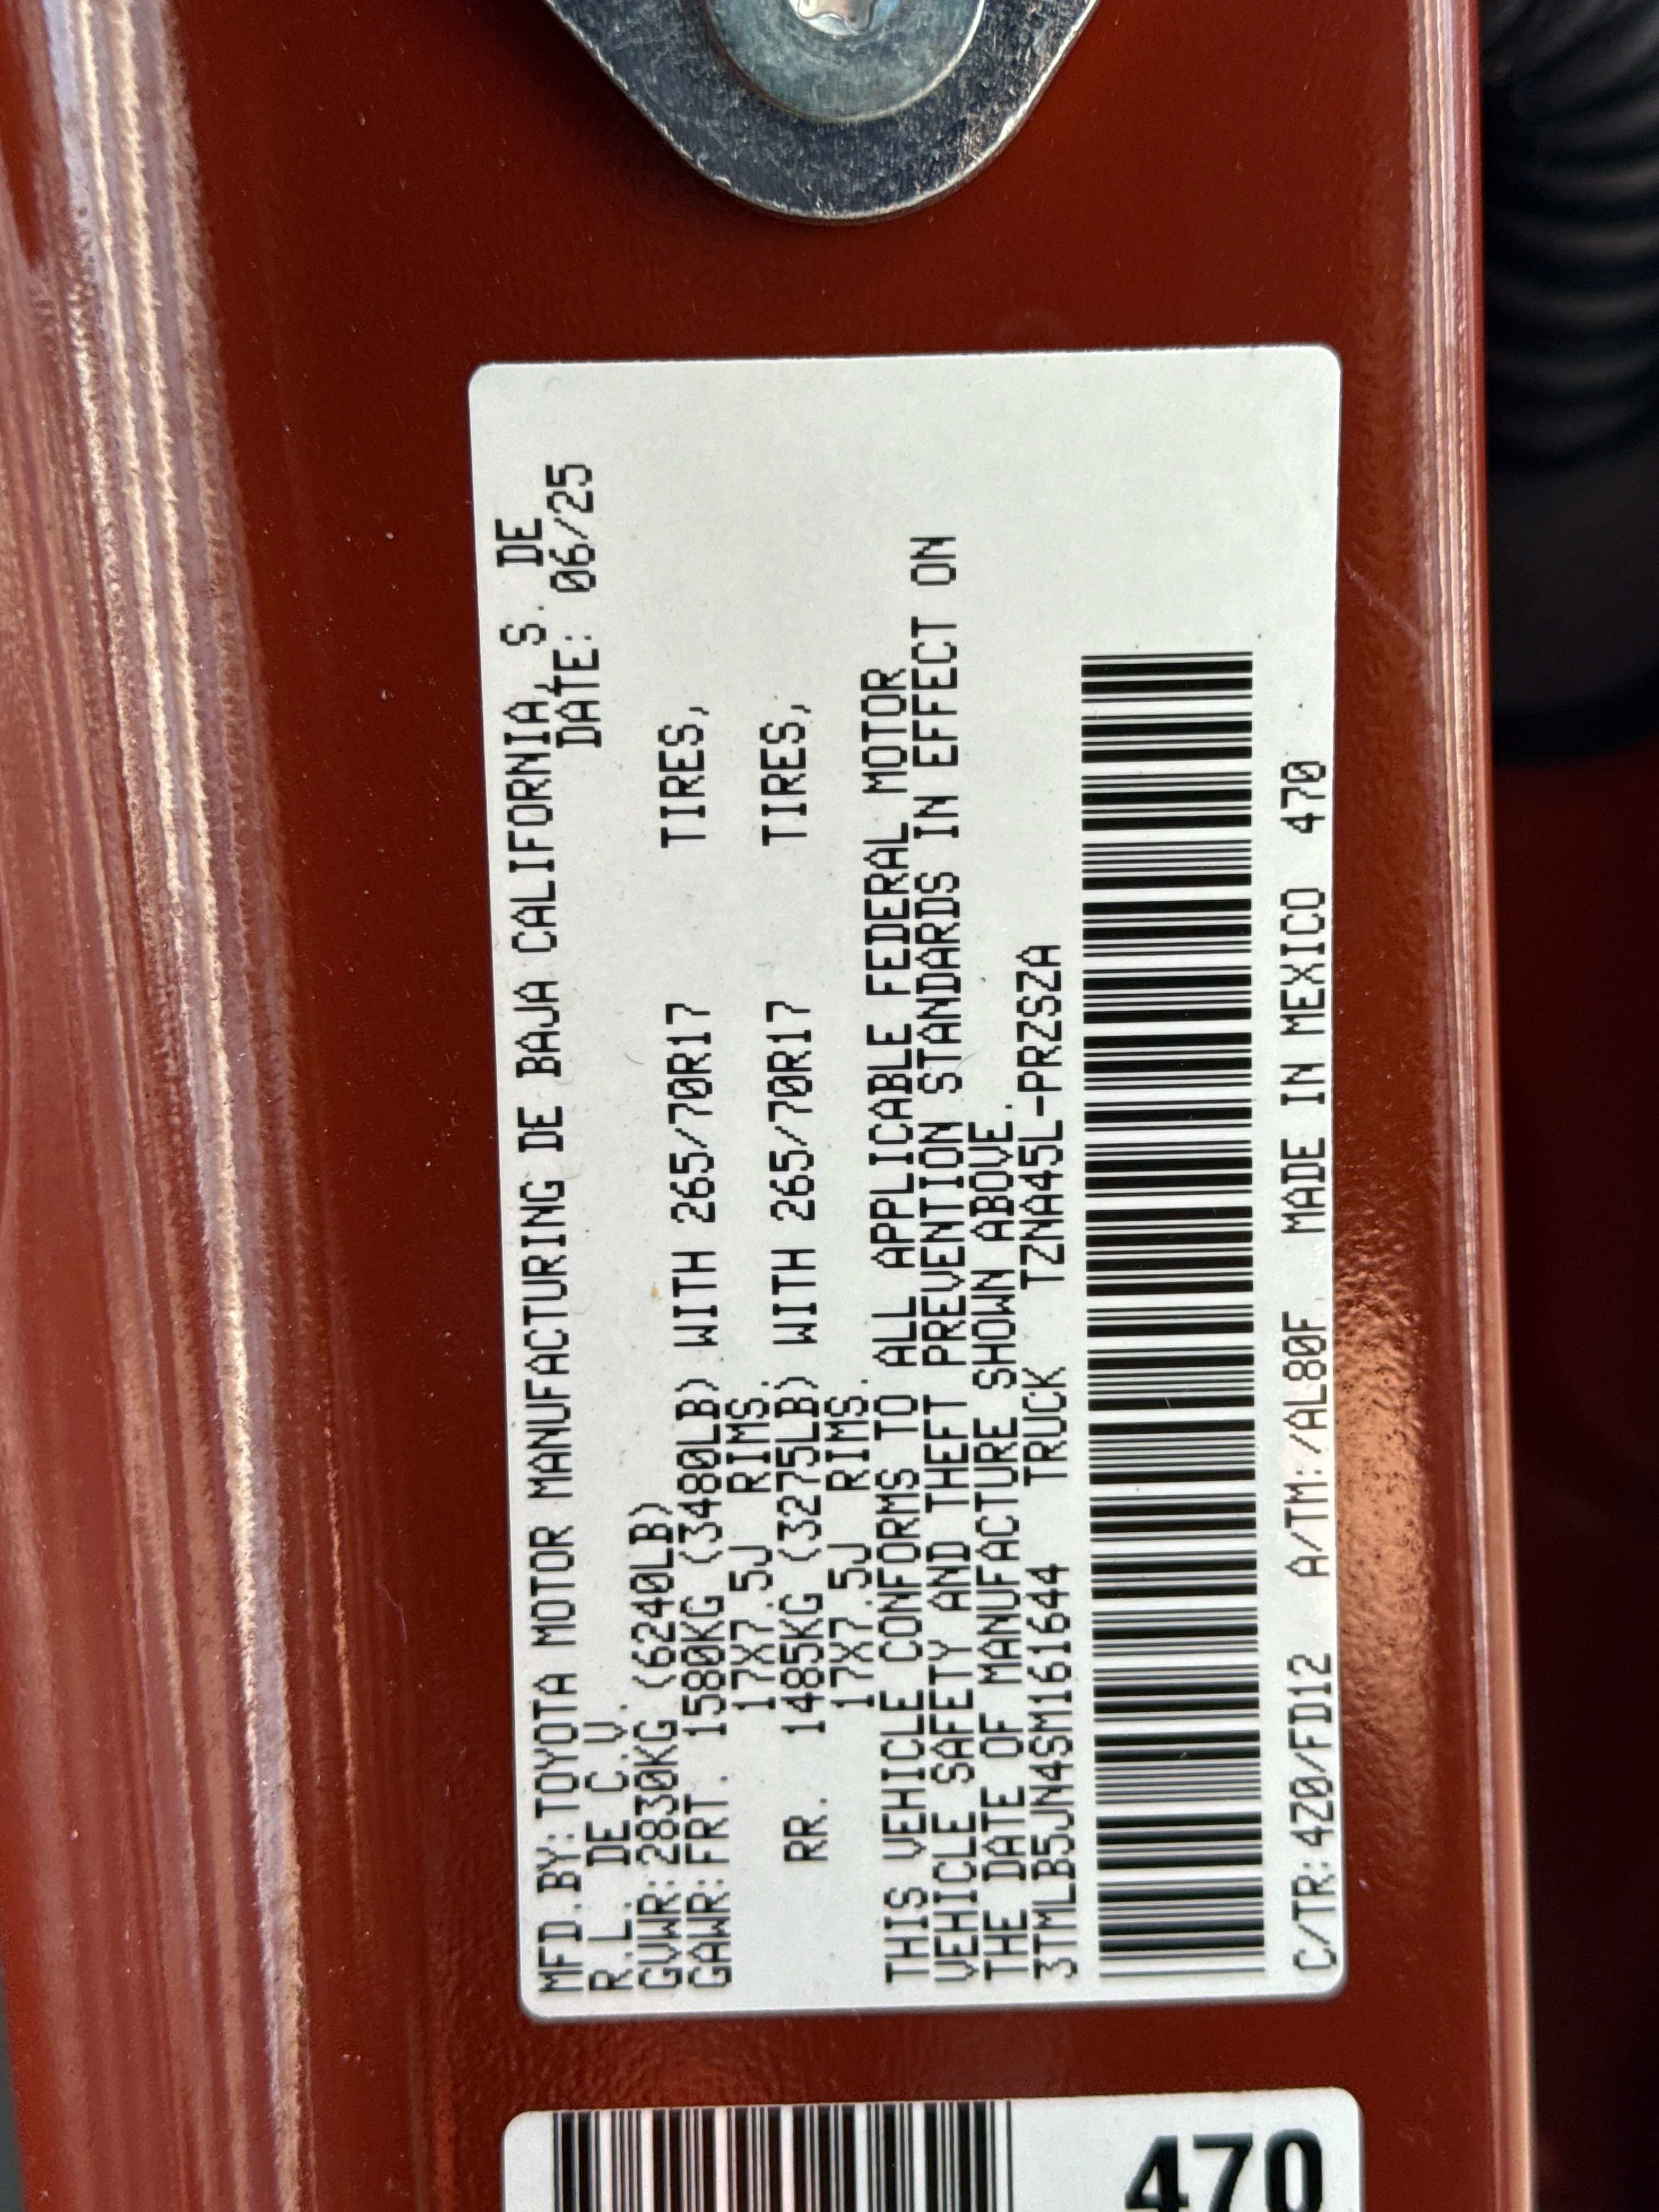 MFD.BY:TOYOTA MOTOR MANUFACTURING DE BAJA CALIFORNIA, S. DE
R.L. DE C.V. DATE: 06/25
GVWR:2830KG (6240LB)
GAWR:FRT. 1580KG (3480LB) WITH 265/70R17 TIRES,
17X7.5J RIMS.
RR. 1485KG (3275LB) WITH 265/70R17 TIRES,
17X7.5J RIMS.
THIS VEHICLE CONFORMS TO ALL APPLICABLE FEDERAL MOTOR
VEHICLE SAFETY AND THEFT PREVENTION STANDARDS IN EFFECT ON
THE DATE OF MANUFACTURE SHOWN ABOVE.
3TMLB5JN4SM161644 TRUCK TZNA45L-PRZSZA
C/TR:4Z0/FD12 A/TM:/AL80F MADE IN MEXICO 470
470